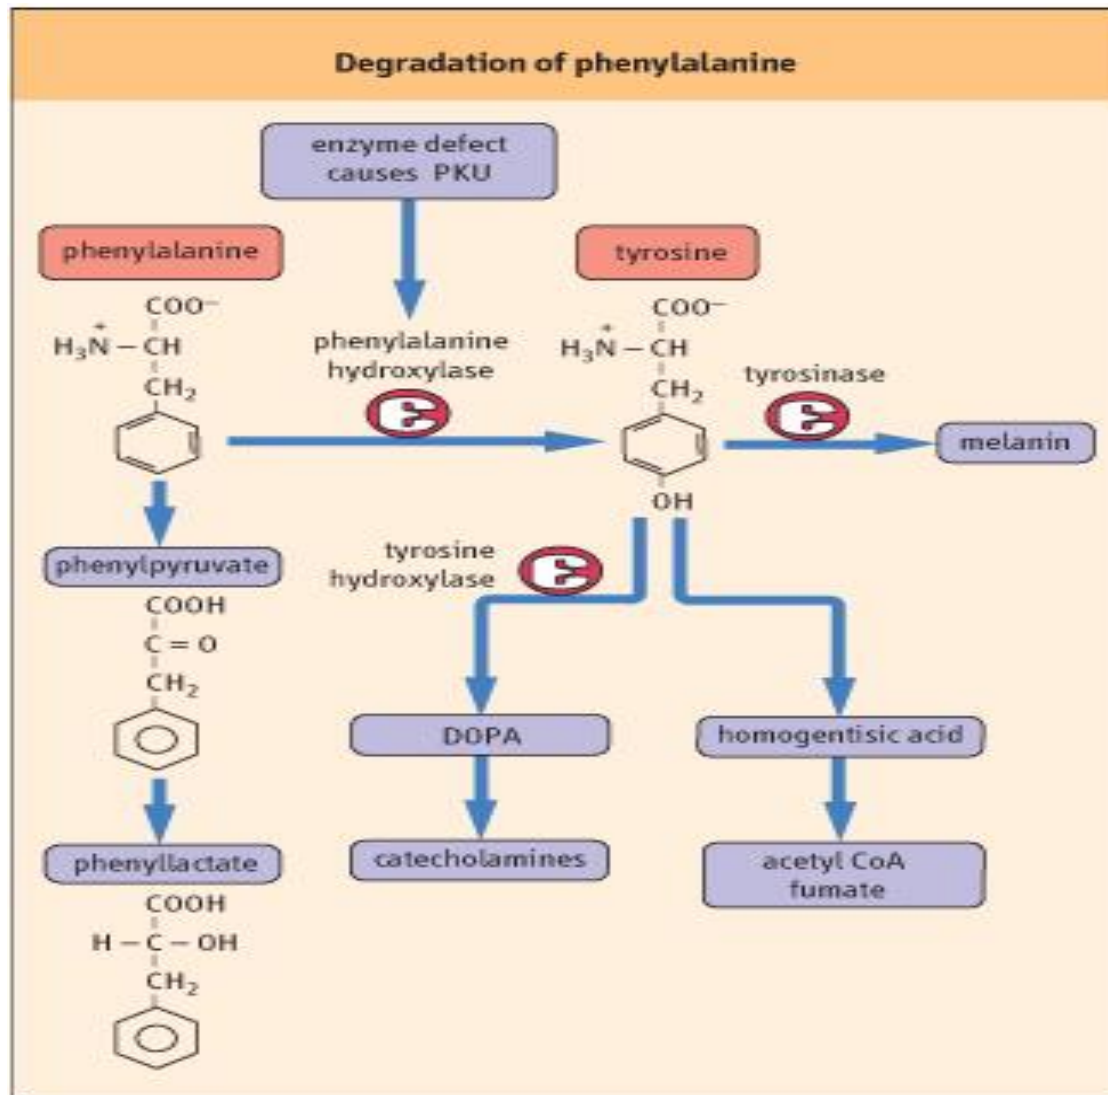 Degradation of phenylalanine
enzyme defect
causes PKU
phenylalanine
tyrosine
COO⁻
H₃N⁺ – CH
CH₂
phenylalanine
hydroxylase
COO⁻
H₃N⁺ – CH
CH₂
OH
tyrosinase
melanin
phenylpyruvate
COOH
C = O
CH₂
tyrosine
hydroxylase
DOPA
homogentisic acid
phenyllactate
COOH
H – C – OH
CH₂
catecholamines
acetyl CoA
fumate